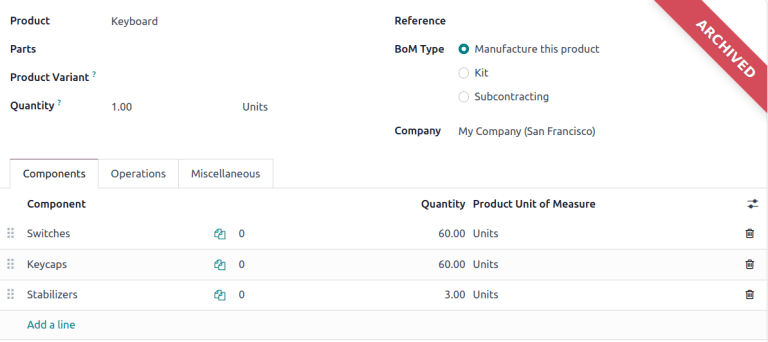 Product Keyboard
Parts
Product Variant ?
Quantity ? 1.00 Units
Reference
BoM Type Manufacture this product
Kit
Subcontracting
Company My Company (San Francisco)
ARCHIVED
Components Operations Miscellaneous
Component Quantity Product Unit of Measure
Switches 0 60.00 Units
Keycaps 0 60.00 Units
Stabilizers 0 3.00 Units
Add a line